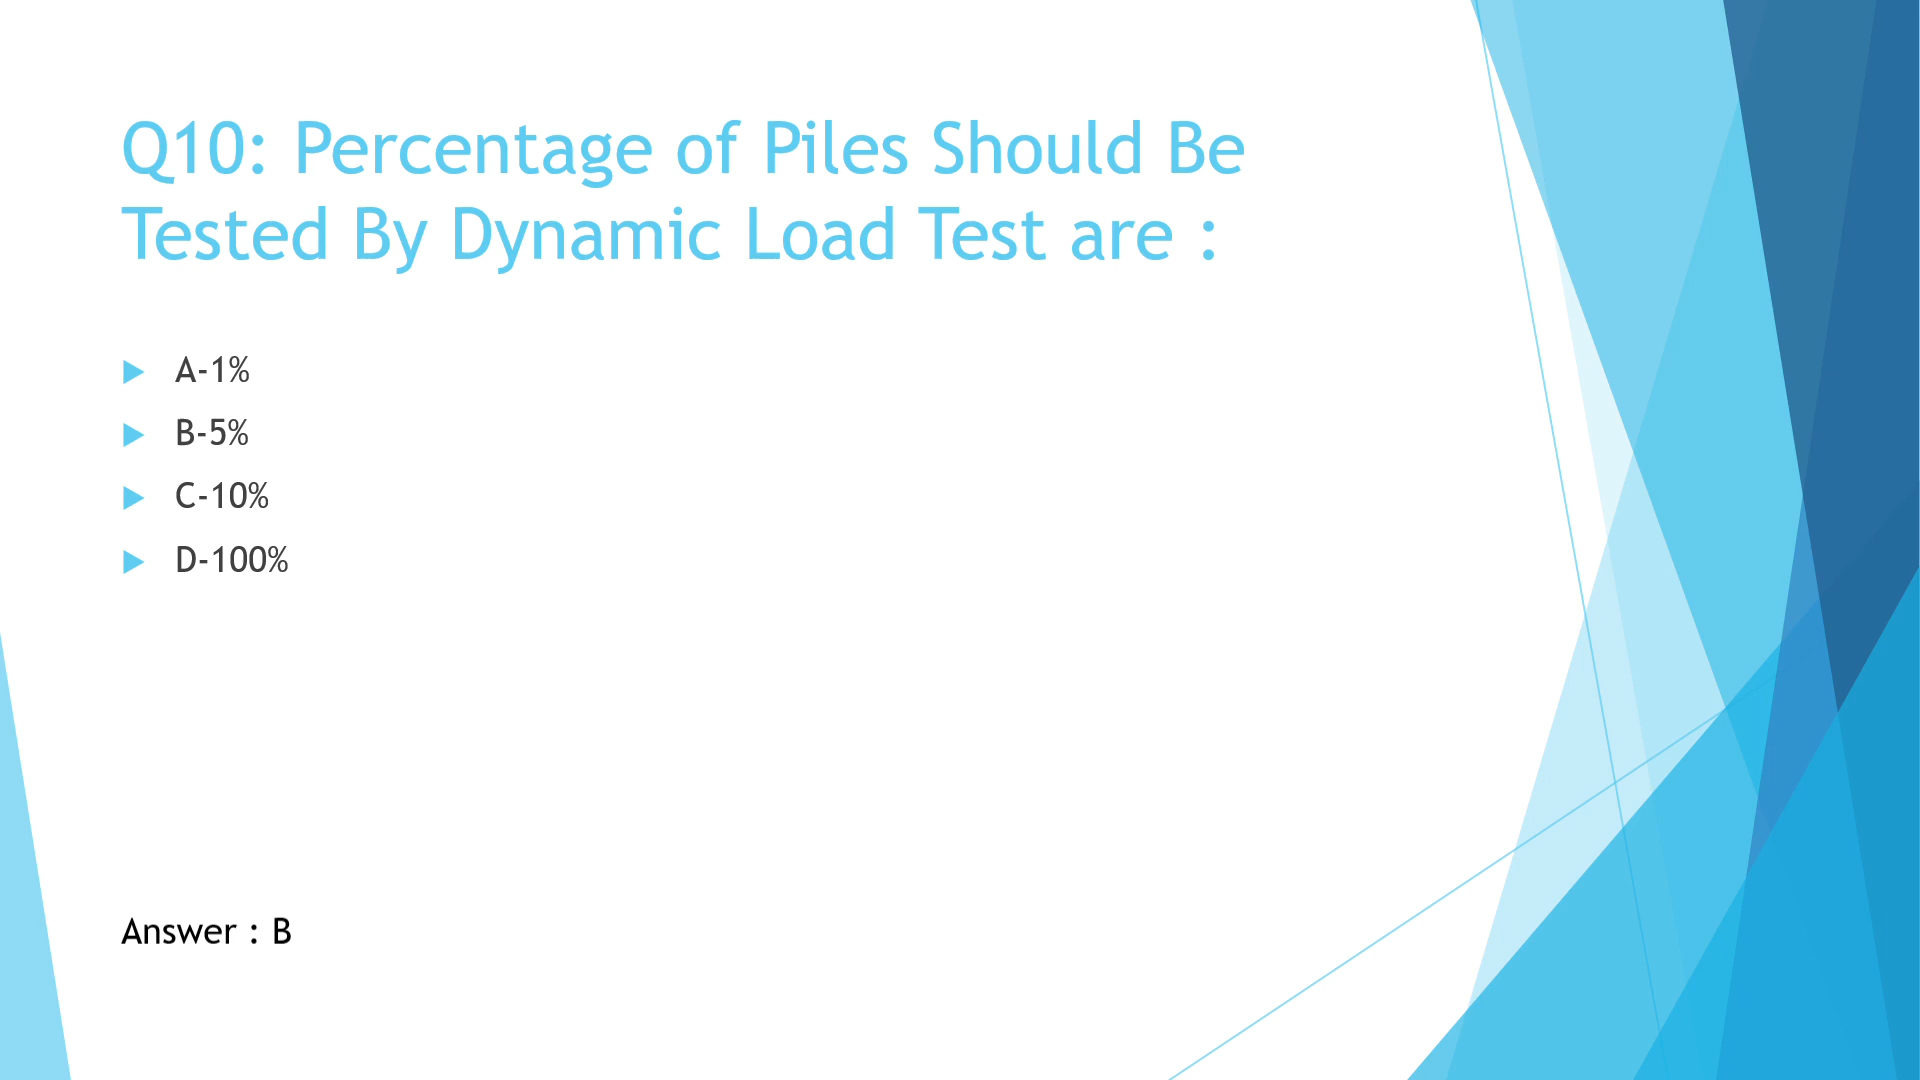 Q10: Percentage of Piles Should Be
Tested By Dynamic Load Test are :
A-1%
B-5%
C-10%
D-100%
Answer : B